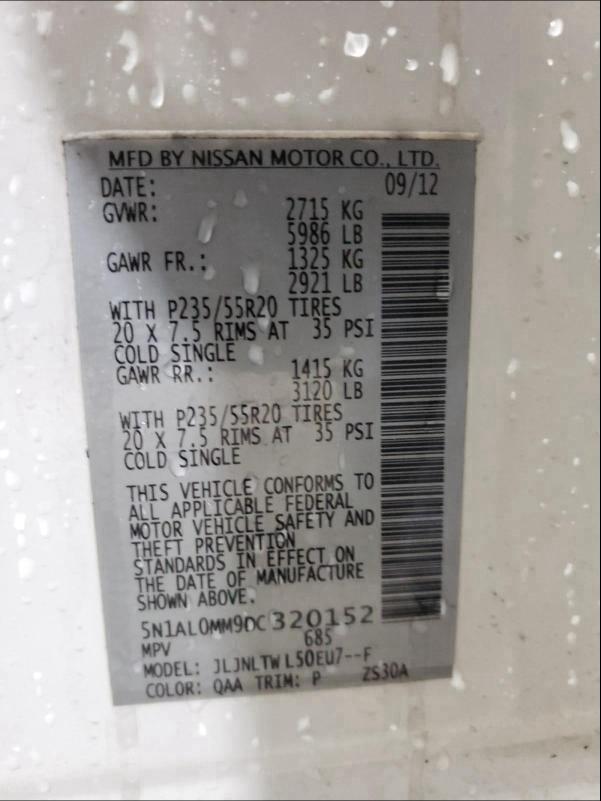 MFD BY NISSAN MOTOR CO., LTD.
DATE: 09/12
GVWR: 2715 KG
5986 LB
GAWR FR.: 1325 KG
2921 LB
WITH P235/55R20 TIRES
20 X 7.5 RIMS AT 35 PSI
COLD SINGLE
GAWR RR.: 1415 KG
3120 LB
WITH P235/55R20 TIRES
20 X 7.5 RIMS AT 35 PSI
COLD SINGLE
THIS VEHICLE CONFORMS TO
ALL APPLICABLE FEDERAL
MOTOR VEHICLE SAFETY AND
THEFT PREVENTION
STANDARDS IN EFFECT ON
THE DATE OF MANUFACTURE
SHOWN ABOVE.
5N1AL0MM9DC320152
MPV 685
MODEL: JLJNLTWL50EU7--F
COLOR: QAA TRIM: P ZS30A